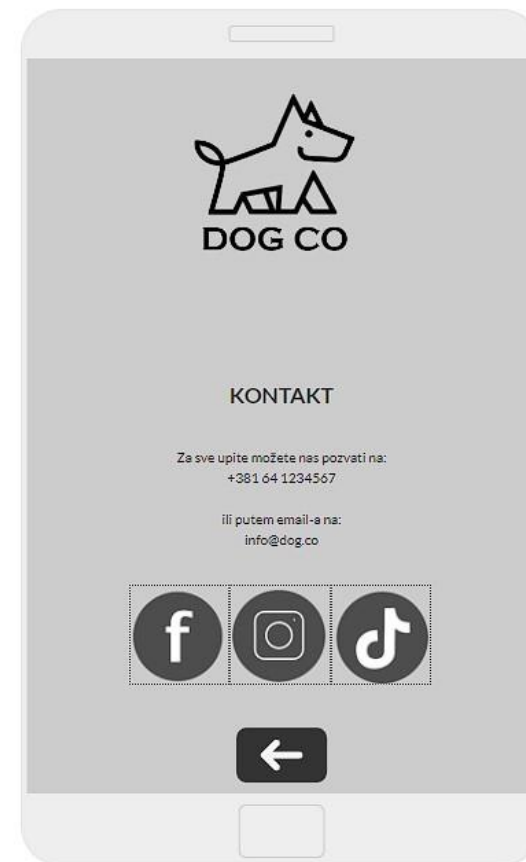 DOG CO
KONTAKT
Za sve upite možete nas pozvati na:
+381 64 1234567
ili putem email-a na:
info@dog.co